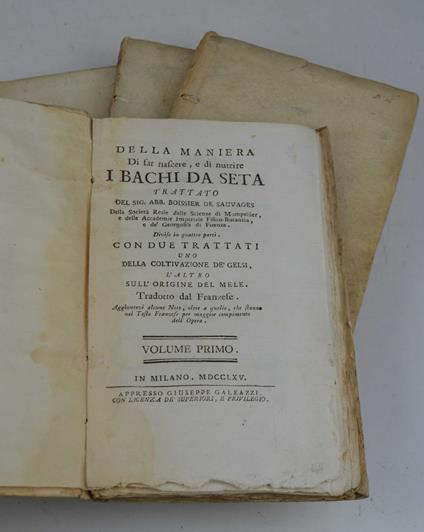 DELLA MANIERA
Di far nascere, e di nutrire
I BACHI DA SETA
TRATTATO
DEL SIG. ABB. BOISSIER DE SAUVAGES
Della Società Reale delle Scienze di Mompellier,
e delle Accademie Imperiale Fisico-Botanica,
e de' Georgofili di Firenze.
Diviso in quattro parti.
CON DUE TRATTATI
UNO
DELLA COLTIVAZIONE DE' GELSI,
L'ALTRO
SULL' ORIGINE DEL MELE.
Tradotto dal Franzese.
Aggiuntevi alcune Note, oltre a quelle, che stanno
nel Testo Francese per maggior compimento
dell' Opera.
VOLUME PRIMO.
IN MILANO. MDCCLXV.
APPRESSO GIUSEPPE GALEAZZI.
CON LICENZA DE' SUPERIORI, E PRIVILEGIO.